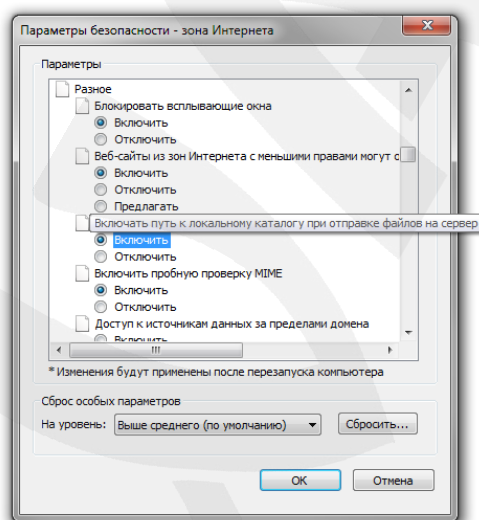 Параметры безопасности - зона Интернета
Параметры
Разное
Блокировать всплывающие окна
Включить
Отключить
Веб-сайты из зон Интернета с меньшими правами могут о
Включить
Отключить
Предлагать
Включать путь к локальному каталогу при отправке файлов на сервер
Включить
Отключить
Включить пробную проверку MIME
Включить
Отключить
Доступ к источникам данных за пределами домена
Включить
* Изменения будут применены после перезапуска компьютера
Сброс особых параметров
На уровень: Выше среднего (по умолчанию) Сбросить...
OK Отмена